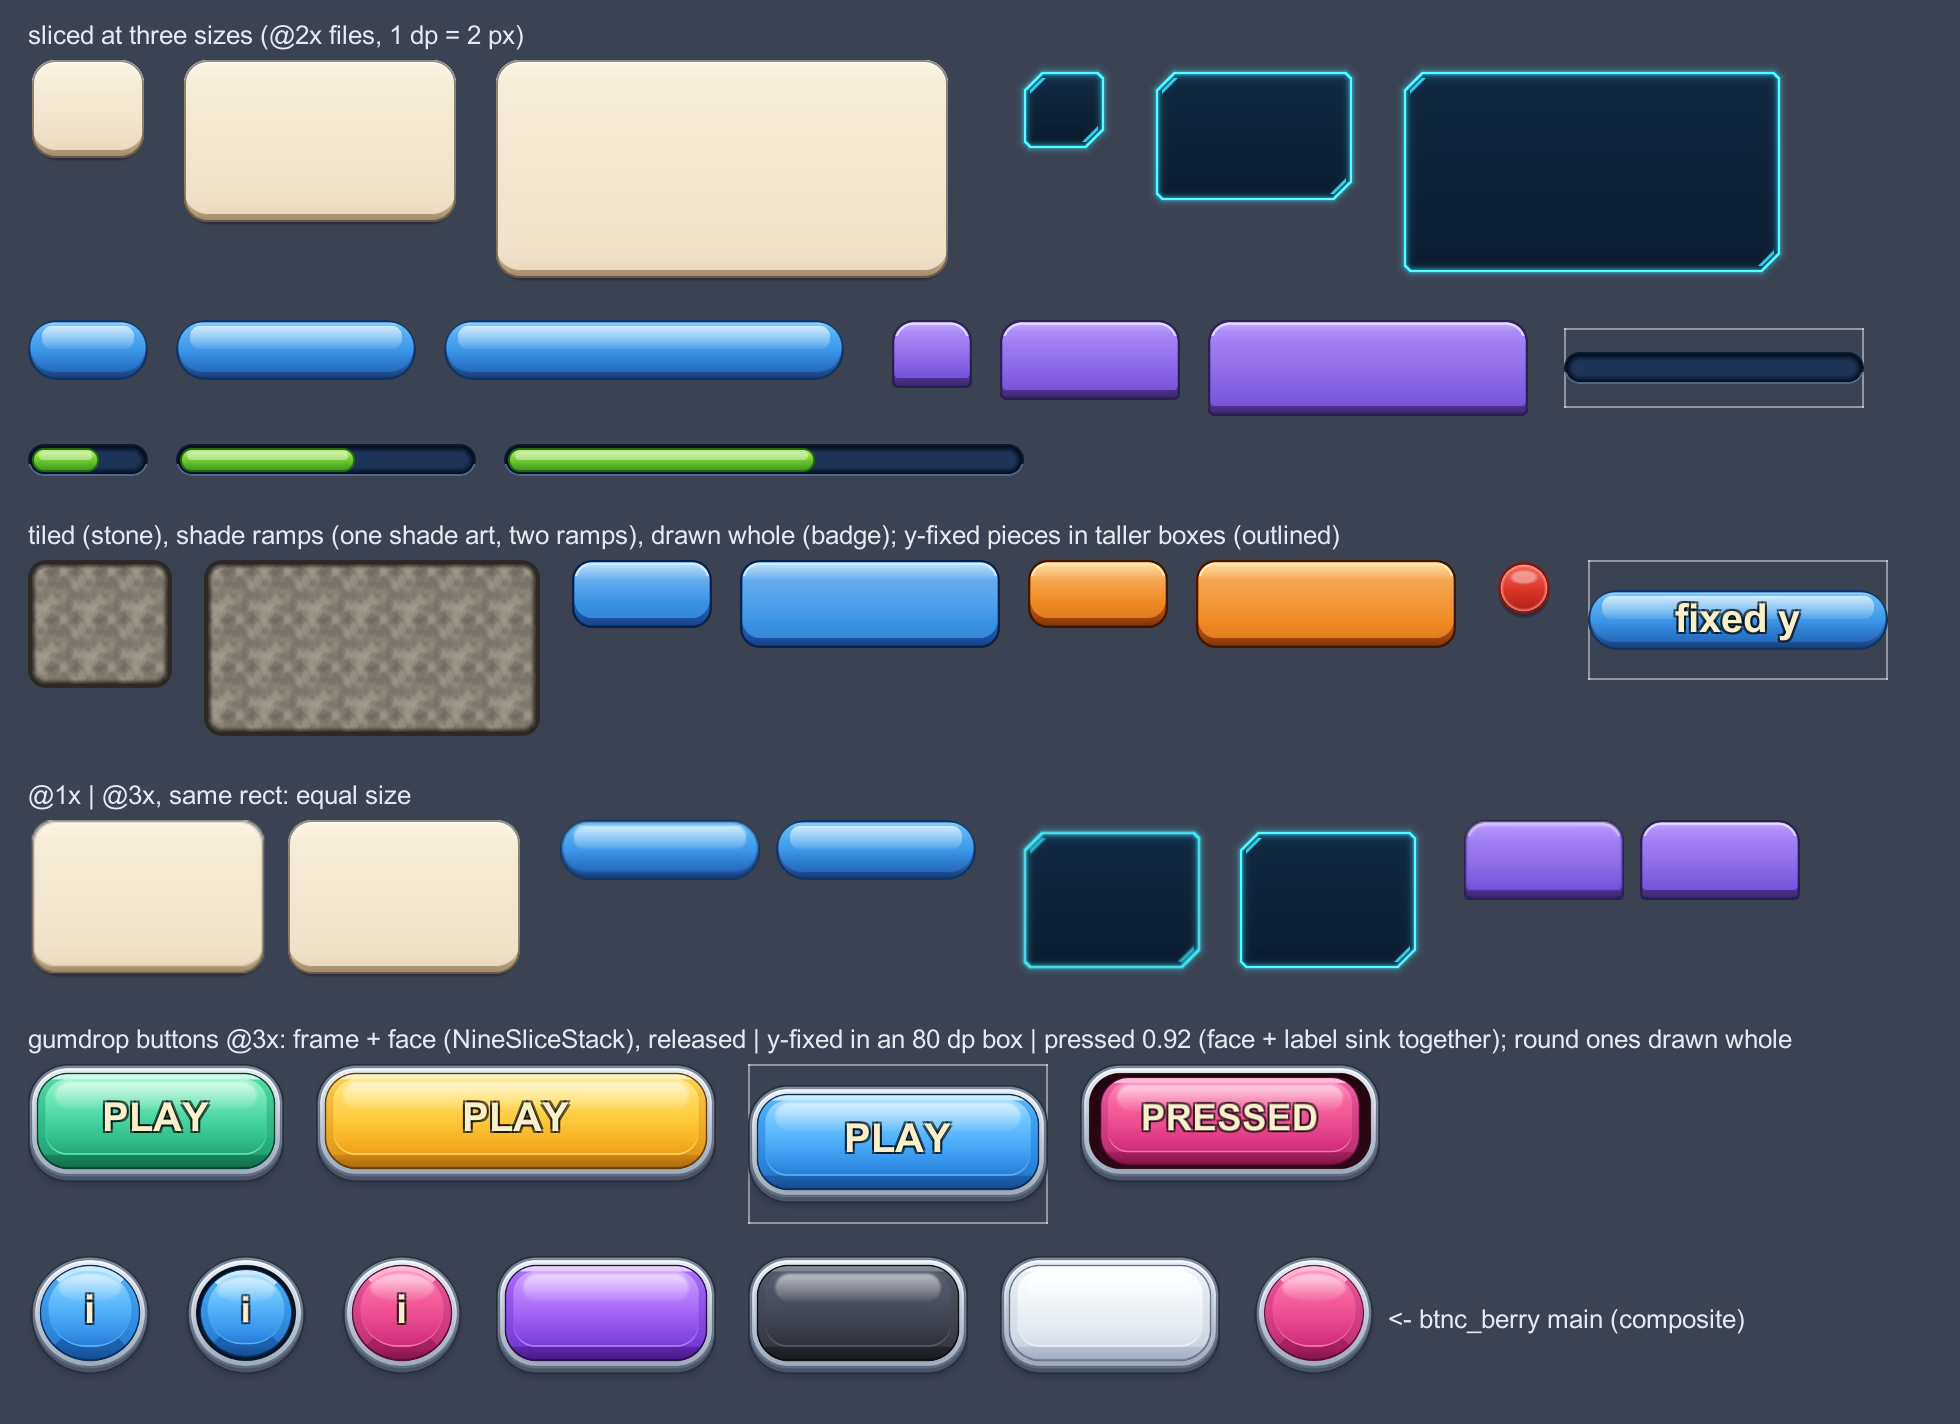 sliced at three sizes (@2x files, 1 dp = 2 px)
tiled (stone), shade ramps (one shade art, two ramps), drawn whole (badge); y-fixed pieces in taller boxes (outlined)
fixed y
@1x | @3x, same rect: equal size
gumdrop buttons @3x: frame + face (NineSliceStack), released | y-fixed in an 80 dp box | pressed 0.92 (face + label sink together); round ones drawn whole
PLAY PLAY PLAY PRESSED
i i i <- btnc_berry main (composite)